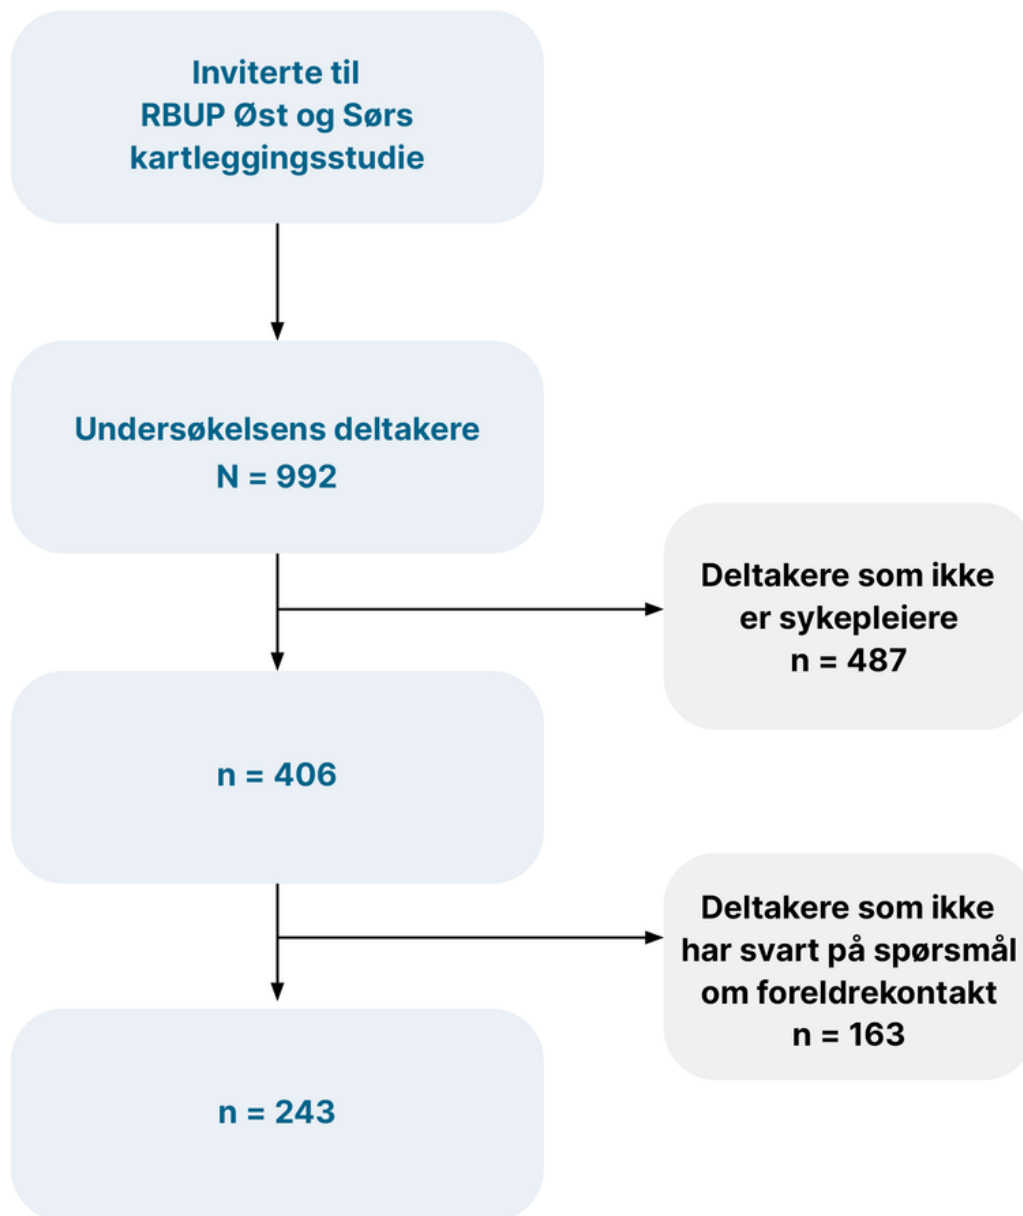 Inviterte til
RBUP Øst og Sørs
kartleggingsstudie
Undersøkelsens deltakere
N = 992
Deltakere som ikke
er sykepleiere
n = 487
n = 406
Deltakere som ikke
har svart på spørsmål
om foreldrekontakt
n = 163
n = 243